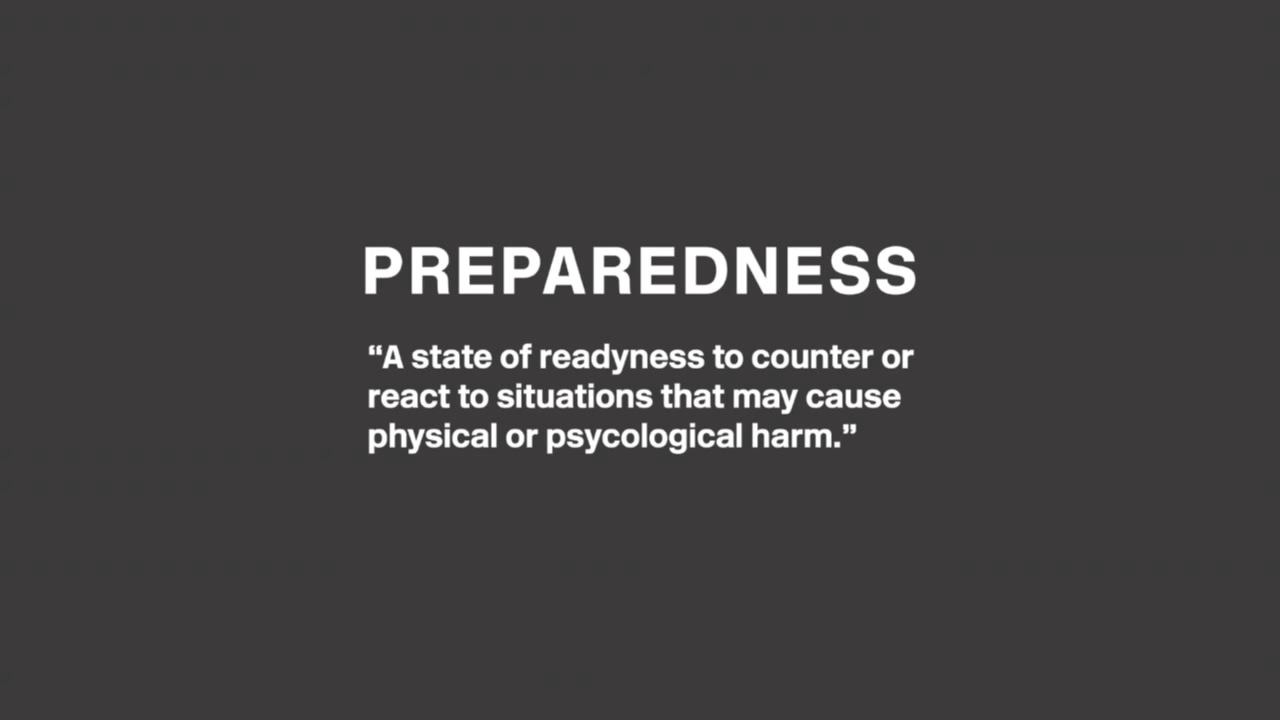 PREPAREDNESS
“A state of readyness to counter or
react to situations that may cause
physical or psycological harm.”